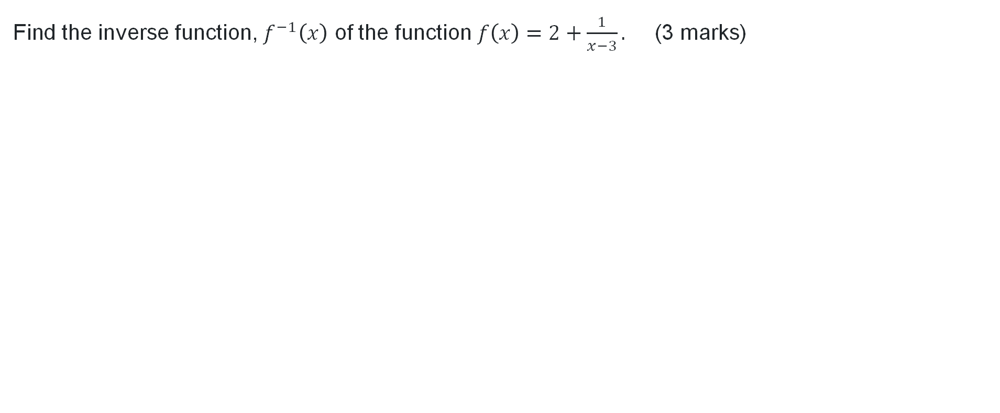 Find the inverse function, f⁻¹(x) of the function f(x) = 2 + 1/(x−3).    (3 marks)